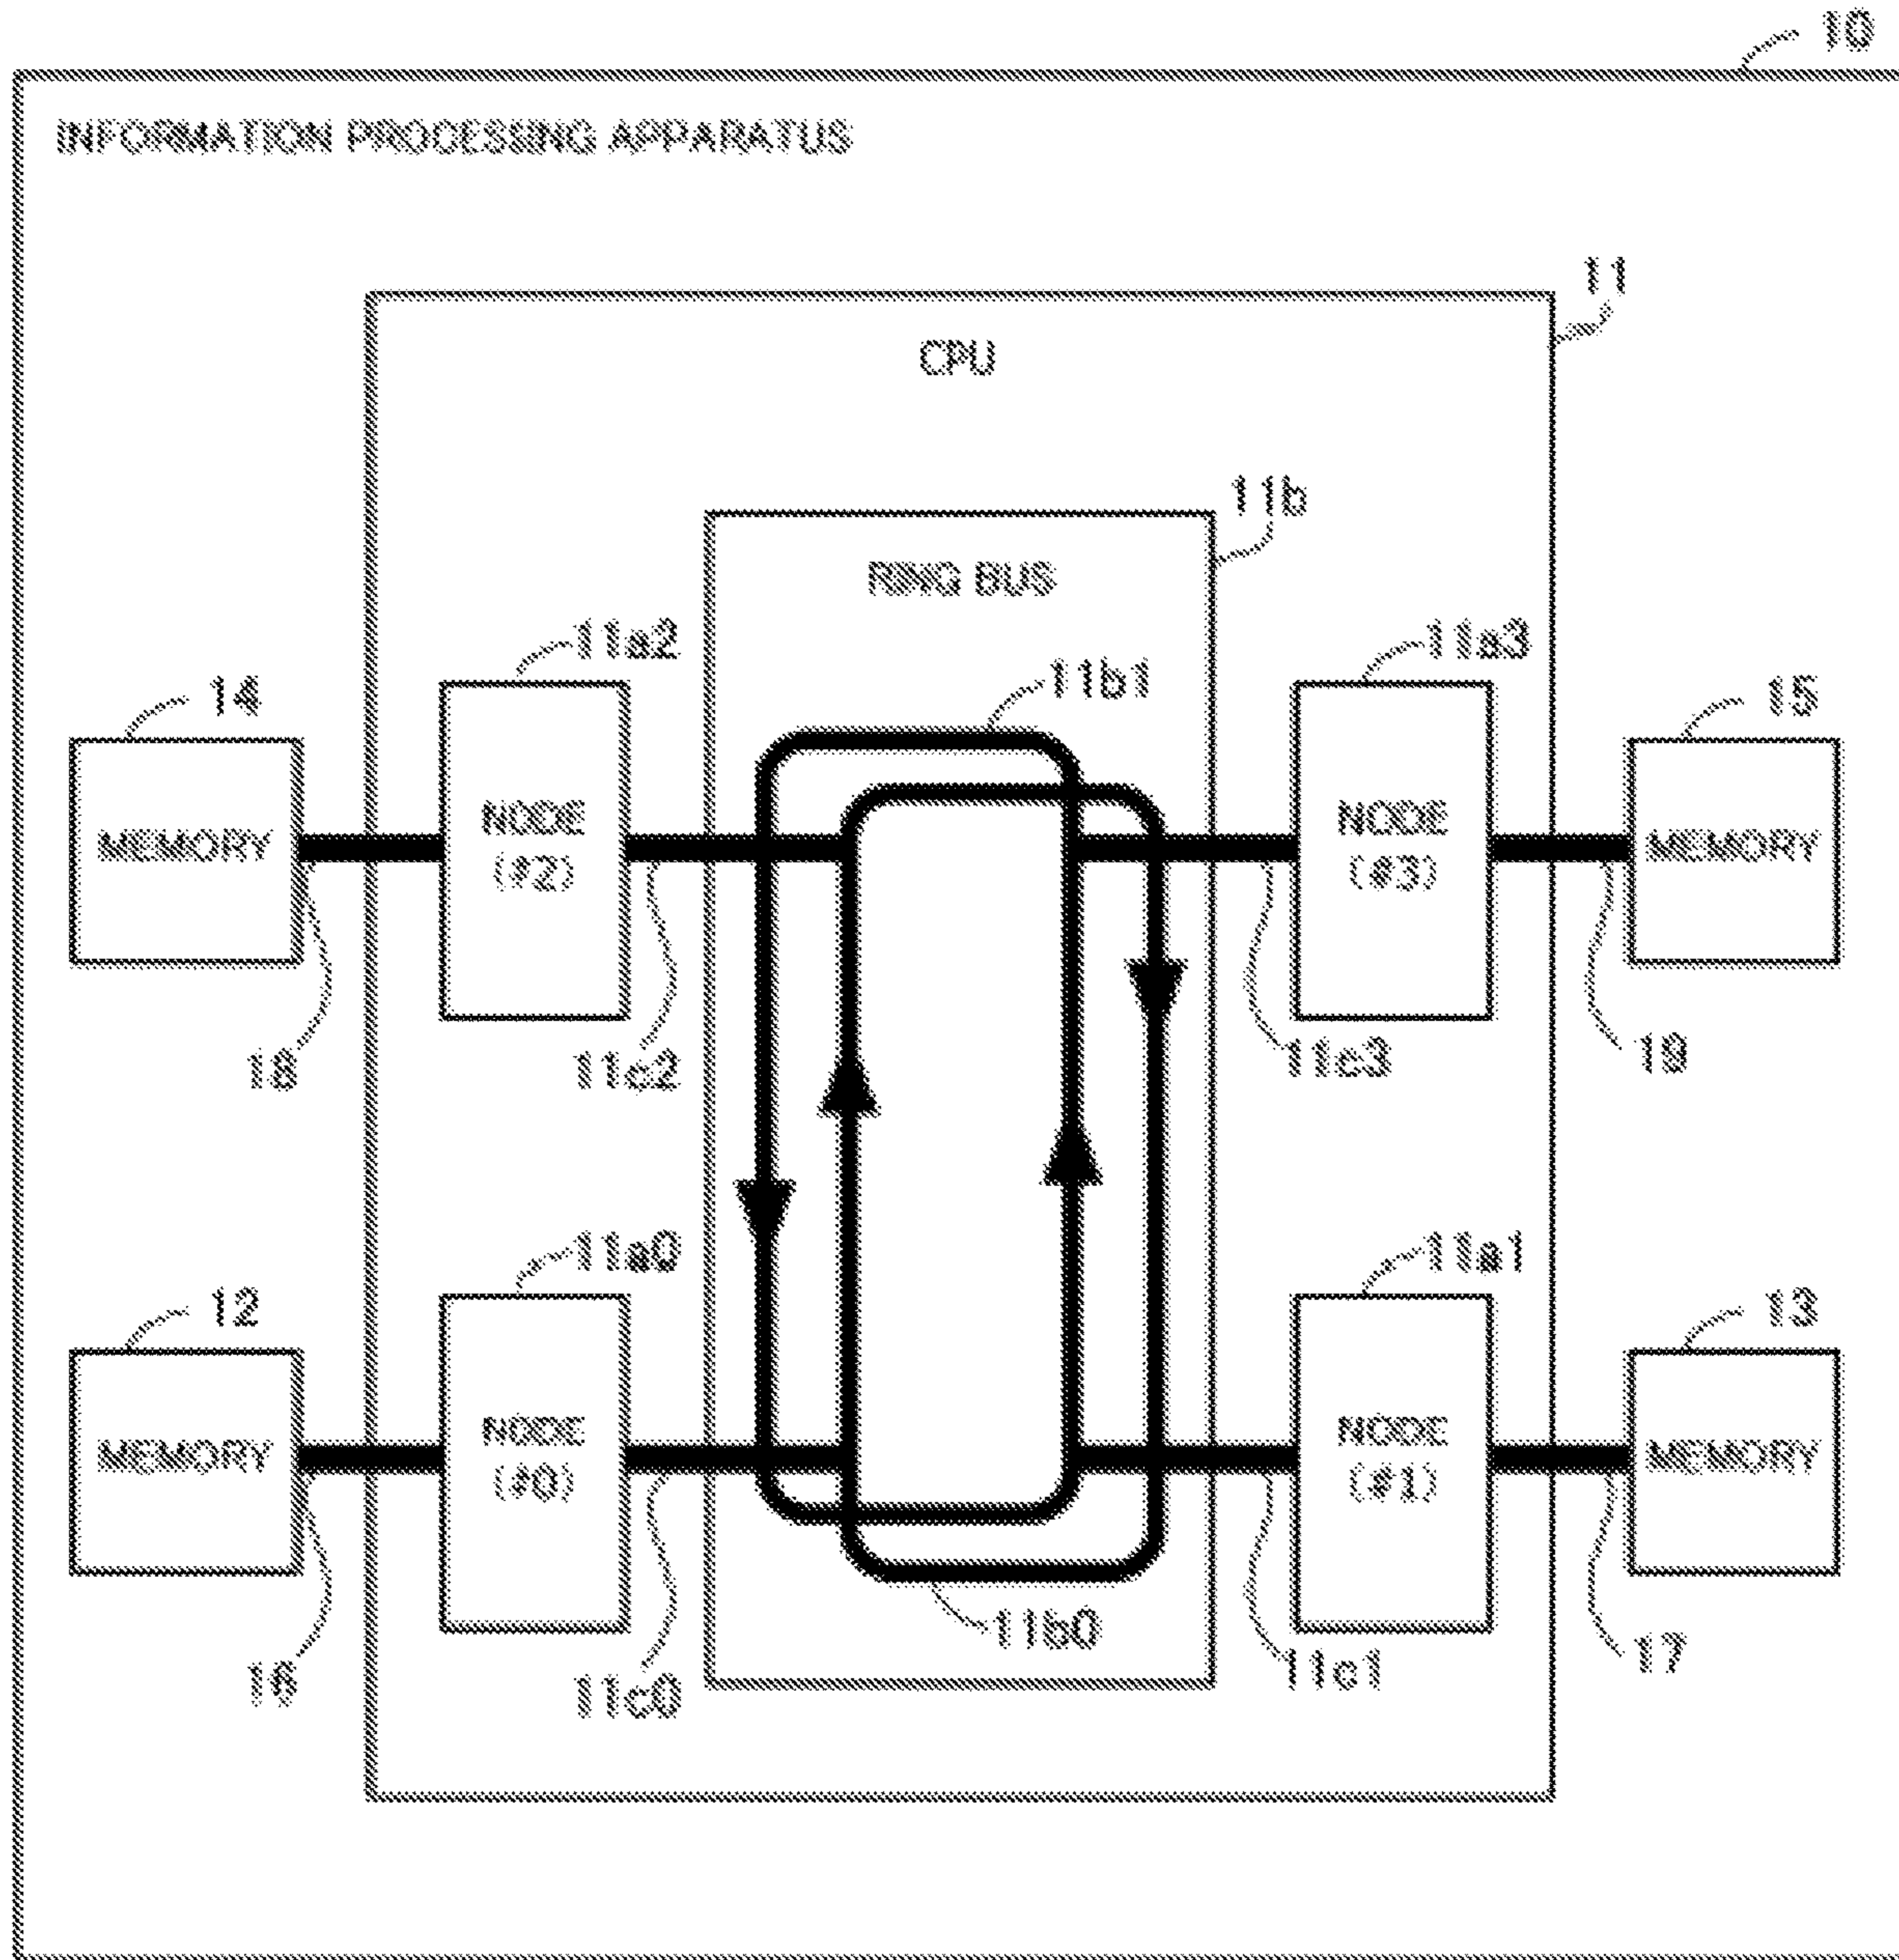 10
INFORMATION PROCESSING APPARATUS
11
CPU
11b
RING BUS
11a2
11a3
11b1
14
15
MEMORY
NODE
(#2)
NODE
(#3)
MEMORY
18
11c2
11c3
19
11a0
11a1
12
13
MEMORY
NODE
(#0)
NODE
(#1)
MEMORY
11b0
16
11c0
11c1
17